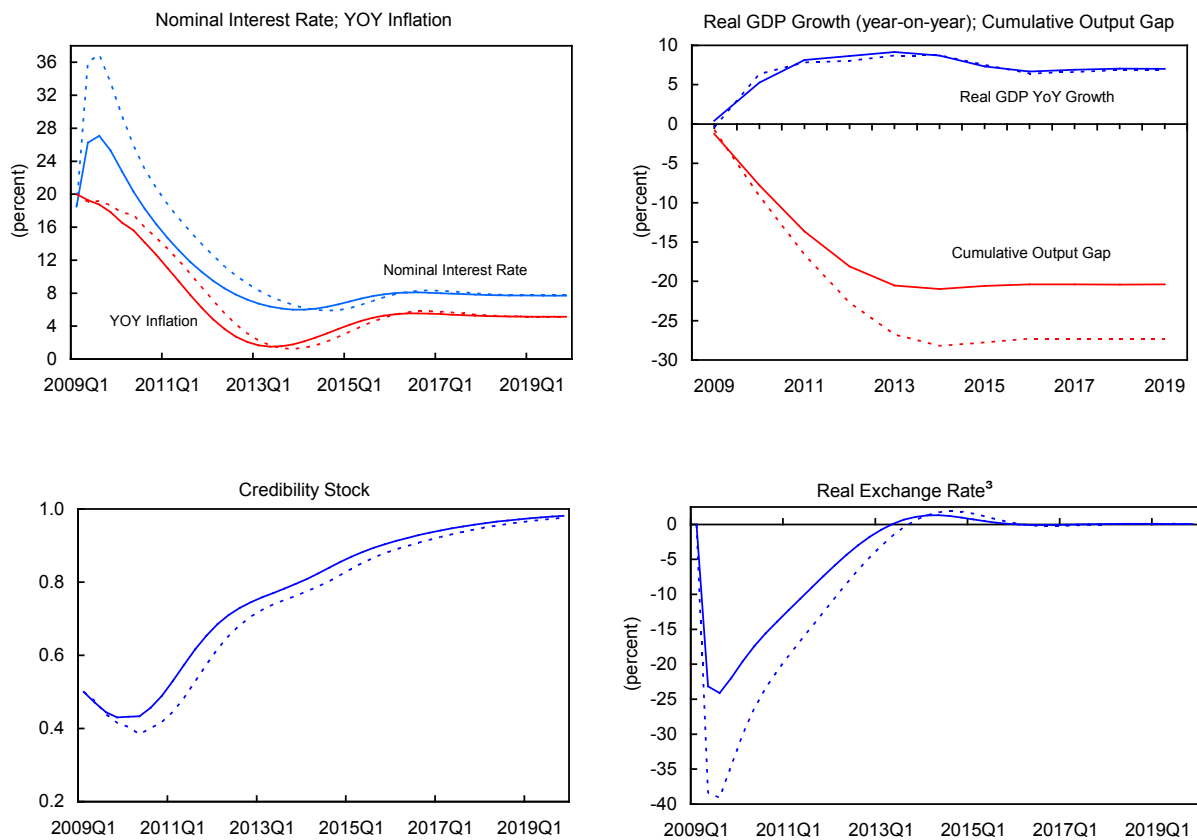 Nominal Interest Rate; YOY Inflation
36
32
28
24
20
16
12
8
4
0
(percent)
Nominal Interest Rate
YOY Inflation
2009Q1 2011Q1 2013Q1 2015Q1 2017Q1 2019Q1
Real GDP Growth (year-on-year); Cumulative Output Gap
10
5
0
-5
-10
-15
-20
-25
-30
(percent)
Real GDP YoY Growth
Cumulative Output Gap
2009 2011 2013 2015 2017 2019
Credibility Stock
1.0
0.8
0.6
0.4
0.2
2009Q1 2011Q1 2013Q1 2015Q1 2017Q1 2019Q1
Real Exchange Rate³
5
0
-5
-10
-15
-20
-25
-30
-35
-40
(percent)
2009Q1 2011Q1 2013Q1 2015Q1 2017Q1 2019Q1